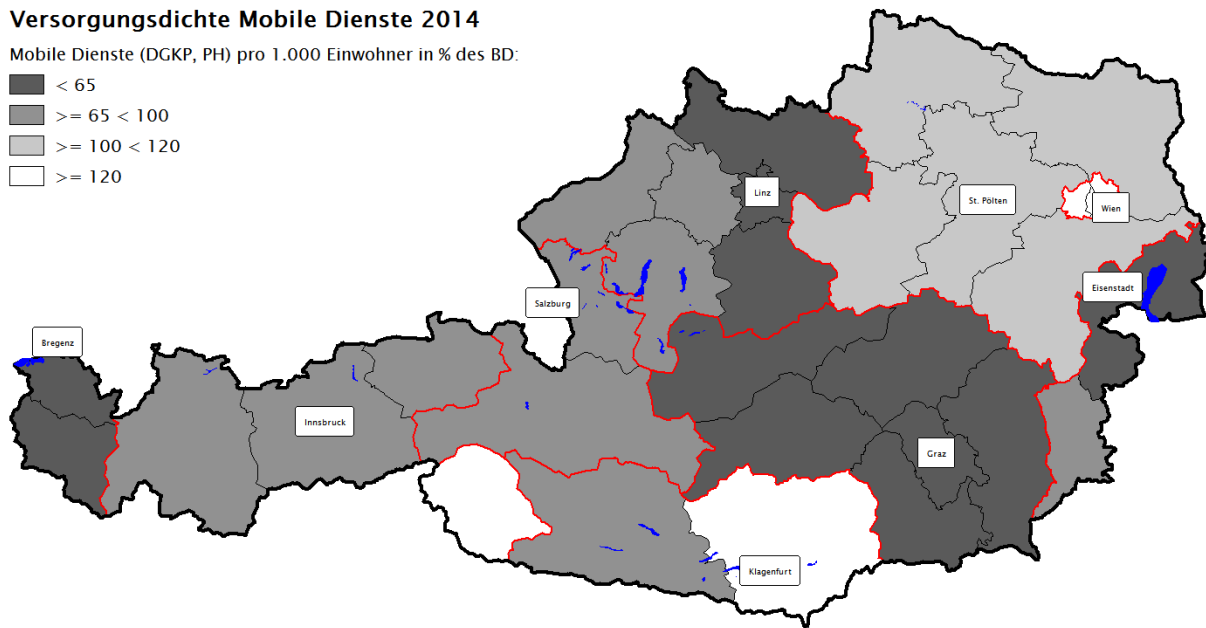 Versorgungsdichte Mobile Dienste 2014
Mobile Dienste (DGKP, PH) pro 1.000 Einwohner in % des BD:
< 65
>= 65 < 100
>= 100 < 120
>= 120
Linz
St. Pölten
Wien
Eisenstadt
Salzburg
Bregenz
Innsbruck
Graz
Klagenfurt